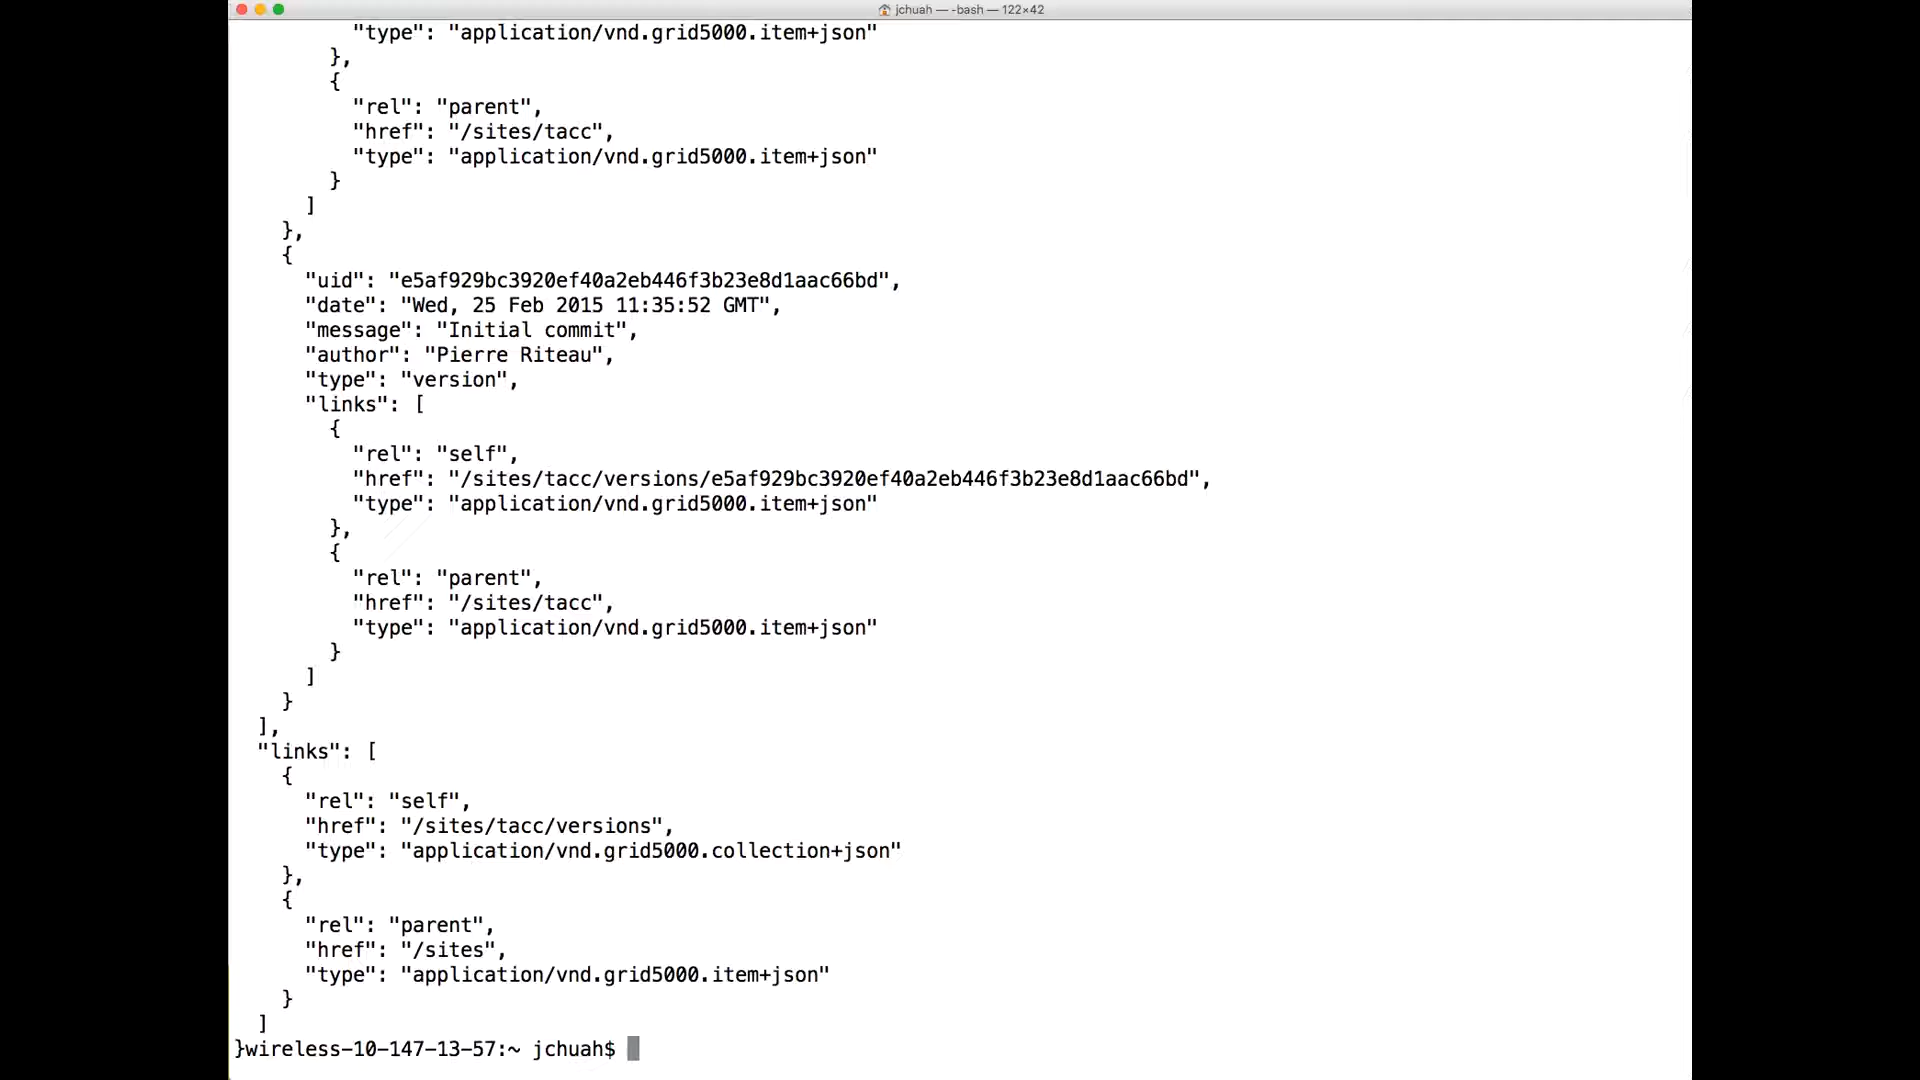 jchuah — -bash — 122×42
"type": "application/vnd.grid5000.item+json"
},
{
"rel": "parent",
"href": "/sites/tacc",
"type": "application/vnd.grid5000.item+json"
}
]
},
{
"uid": "e5af929bc3920ef40a2eb446f3b23e8d1aac66bd",
"date": "Wed, 25 Feb 2015 11:35:52 GMT",
"message": "Initial commit",
"author": "Pierre Riteau",
"type": "version",
"links": [
{
"rel": "self",
"href": "/sites/tacc/versions/e5af929bc3920ef40a2eb446f3b23e8d1aac66bd",
"type": "application/vnd.grid5000.item+json"
},
{
"rel": "parent",
"href": "/sites/tacc",
"type": "application/vnd.grid5000.item+json"
}
]
}
],
"links": [
{
"rel": "self",
"href": "/sites/tacc/versions",
"type": "application/vnd.grid5000.collection+json"
},
{
"rel": "parent",
"href": "/sites",
"type": "application/vnd.grid5000.item+json"
}
]
}wireless-10-147-13-57:~ jchuah$